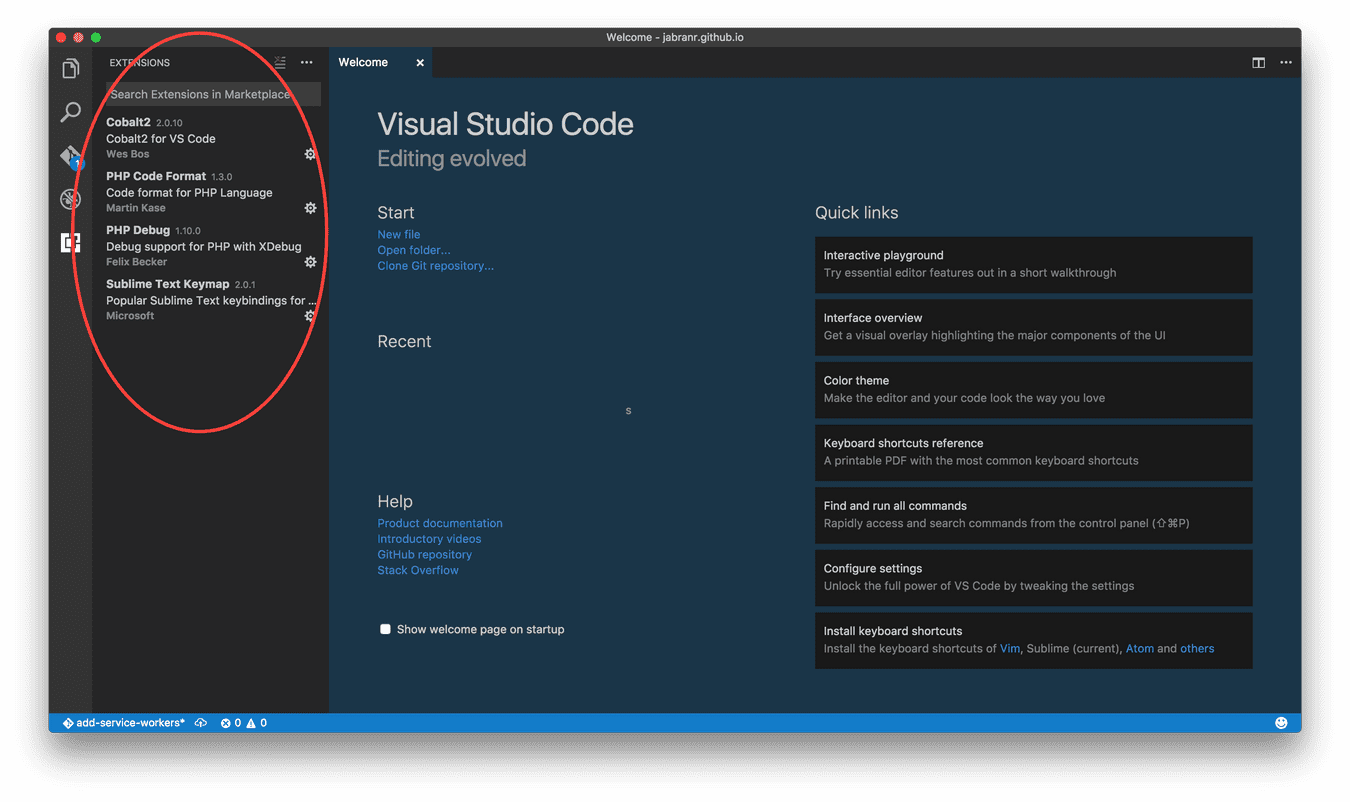 Welcome - jabranr.github.io
EXTENSIONS
Search Extensions in Marketplace
Cobalt2 2.0.10
Cobalt2 for VS Code
Wes Bos
PHP Code Format 1.3.0
Code format for PHP Language
Martin Kase
PHP Debug 1.10.0
Debug support for PHP with XDebug
Felix Becker
Sublime Text Keymap 2.0.1
Popular Sublime Text keybindings for ...
Microsoft
1
Welcome
Visual Studio Code
Editing evolved
Start
New file
Open folder...
Clone Git repository...
Recent
s
Help
Product documentation
Introductory videos
GitHub repository
Stack Overflow
Show welcome page on startup
Quick links
Interactive playground
Try essential editor features out in a short walkthrough
Interface overview
Get a visual overlay highlighting the major components of the UI
Color theme
Make the editor and your code look the way you love
Keyboard shortcuts reference
A printable PDF with the most common keyboard shortcuts
Find and run all commands
Rapidly access and search commands from the control panel (⇧⌘P)
Configure settings
Unlock the full power of VS Code by tweaking the settings
Install keyboard shortcuts
Install the keyboard shortcuts of Vim, Sublime (current), Atom and others
add-service-workers* 0 0